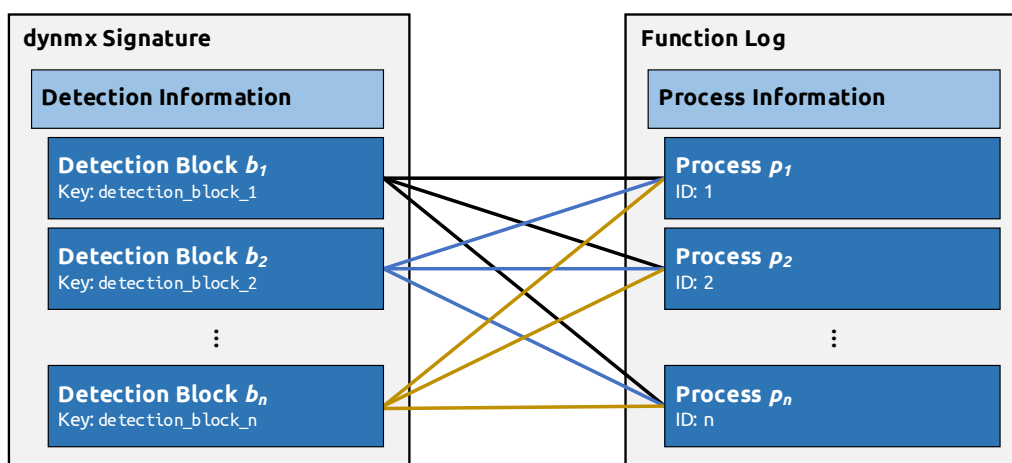 dynmx Signature
Detection Information
Detection Block b₁
Key: detection_block_1
Detection Block b₂
Key: detection_block_2
⋮
Detection Block bₙ
Key: detection_block_n
Function Log
Process Information
Process p₁
ID: 1
Process p₂
ID: 2
⋮
Process pₙ
ID: n